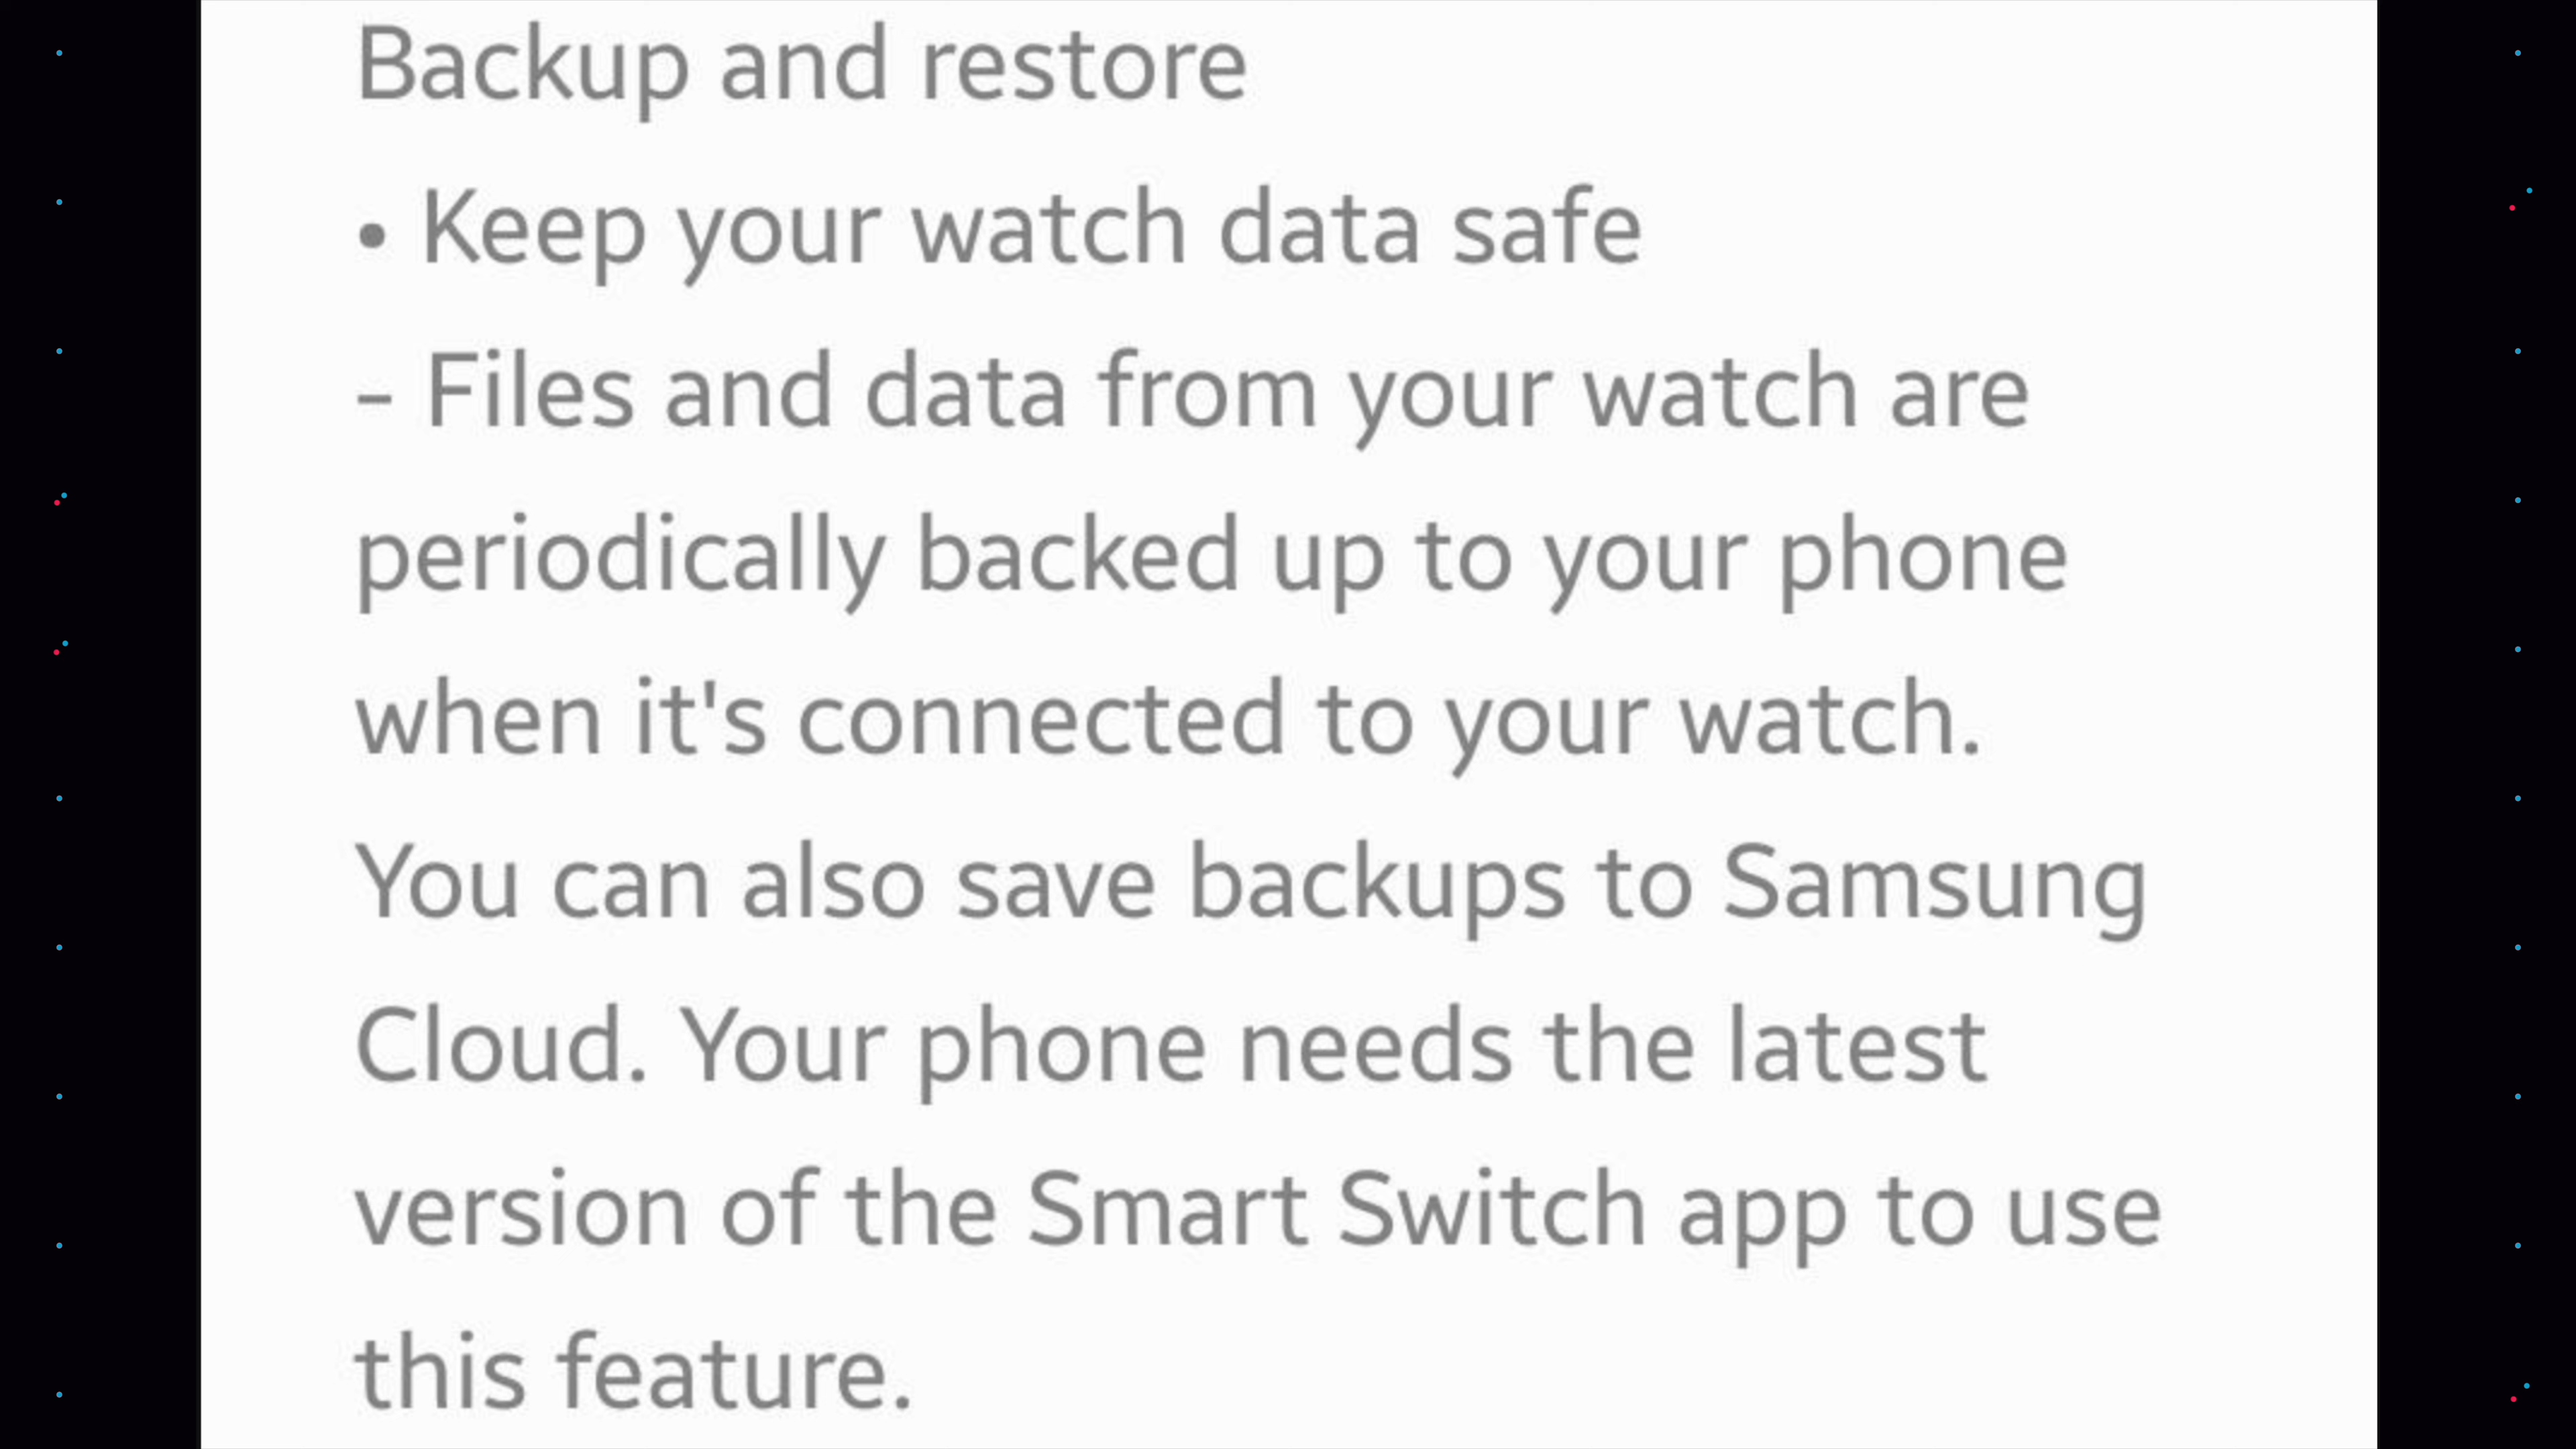 Backup and restore
• Keep your watch data safe
- Files and data from your watch are
periodically backed up to your phone
when it's connected to your watch.
You can also save backups to Samsung
Cloud. Your phone needs the latest
version of the Smart Switch app to use
this feature.